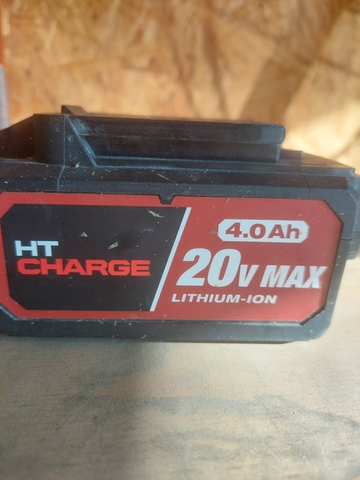 HT
CHARGE
4.0Ah
20V MAX
LITHIUM-ION